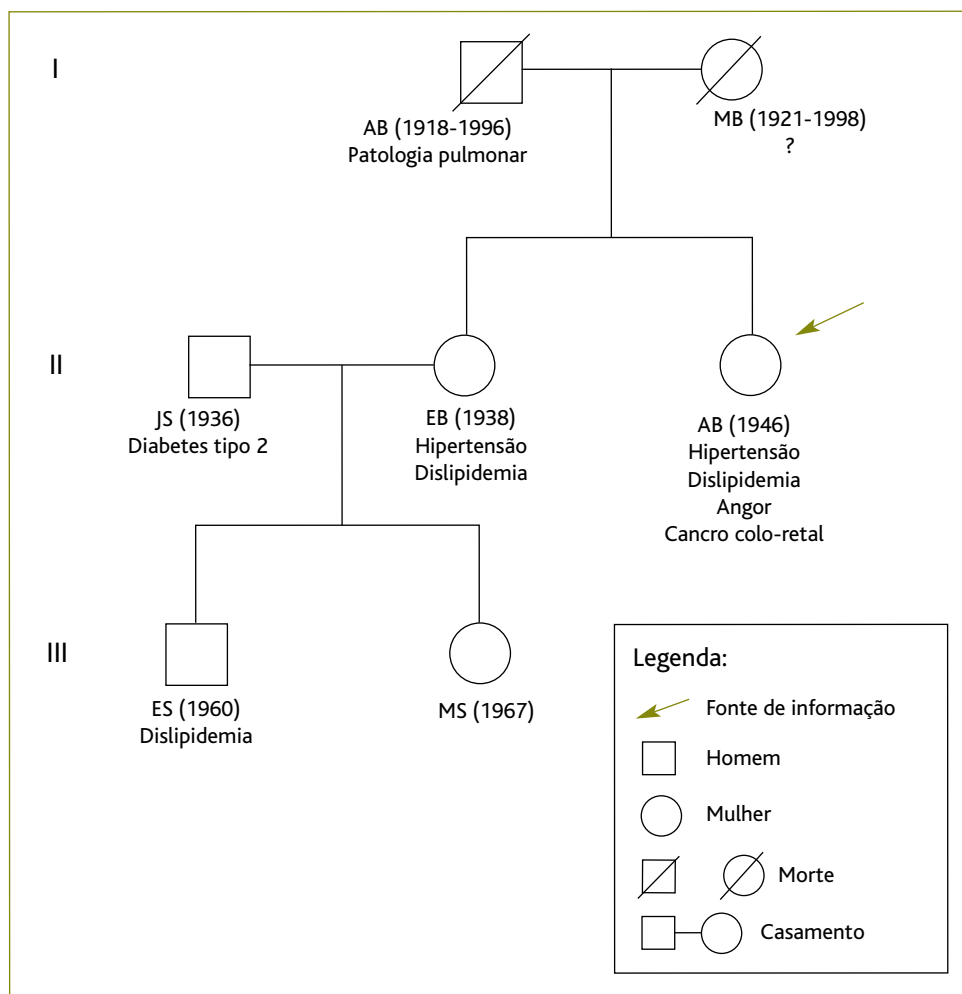 I
AB (1918-1996)
Patologia pulmonar
MB (1921-1998)
?
II
JS (1936)
Diabetes tipo 2
EB (1938)
Hipertensão
Dislipidemia
AB (1946)
Hipertensão
Dislipidemia
Angor
Cancro colo-retal
III
ES (1960)
Dislipidemia
MS (1967)
Legenda:
Fonte de informação
Homem
Mulher
Morte
Casamento